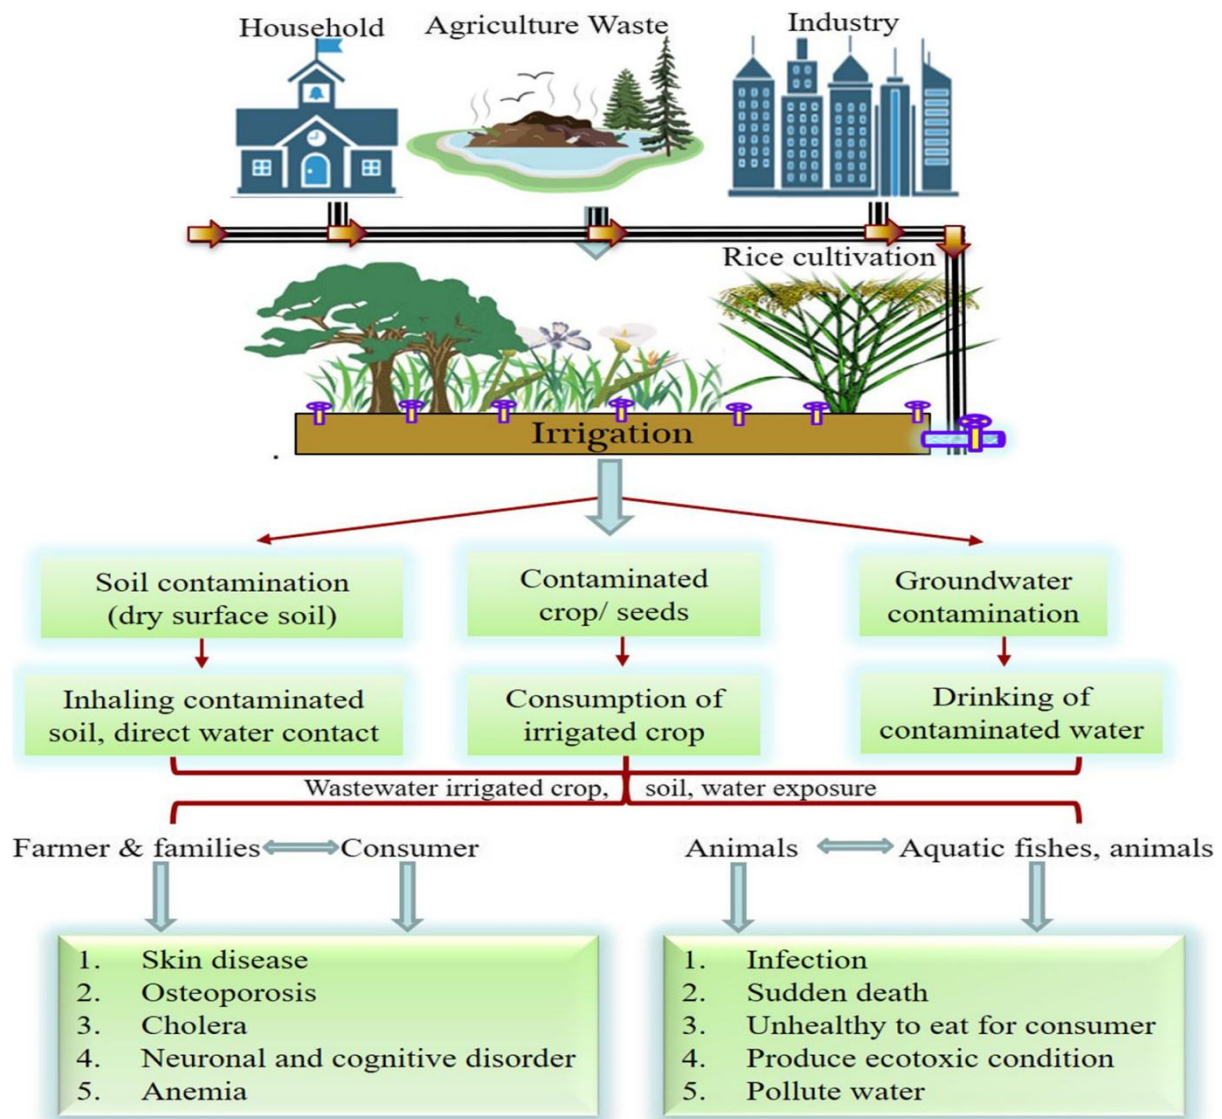 Household
Agriculture Waste
Industry
Rice cultivation
Irrigation
Soil contamination
(dry surface soil)
Contaminated
crop/ seeds
Groundwater
contamination
Inhaling contaminated
soil, direct water contact
Consumption of
irrigated crop
Drinking of
contaminated water
Wastewater irrigated crop, soil, water exposure
Farmer & families
Consumer
Animals
Aquatic fishes, animals
1. Skin disease
2. Osteoporosis
3. Cholera
4. Neuronal and cognitive disorder
5. Anemia
1. Infection
2. Sudden death
3. Unhealthy to eat for consumer
4. Produce ecotoxic condition
5. Pollute water